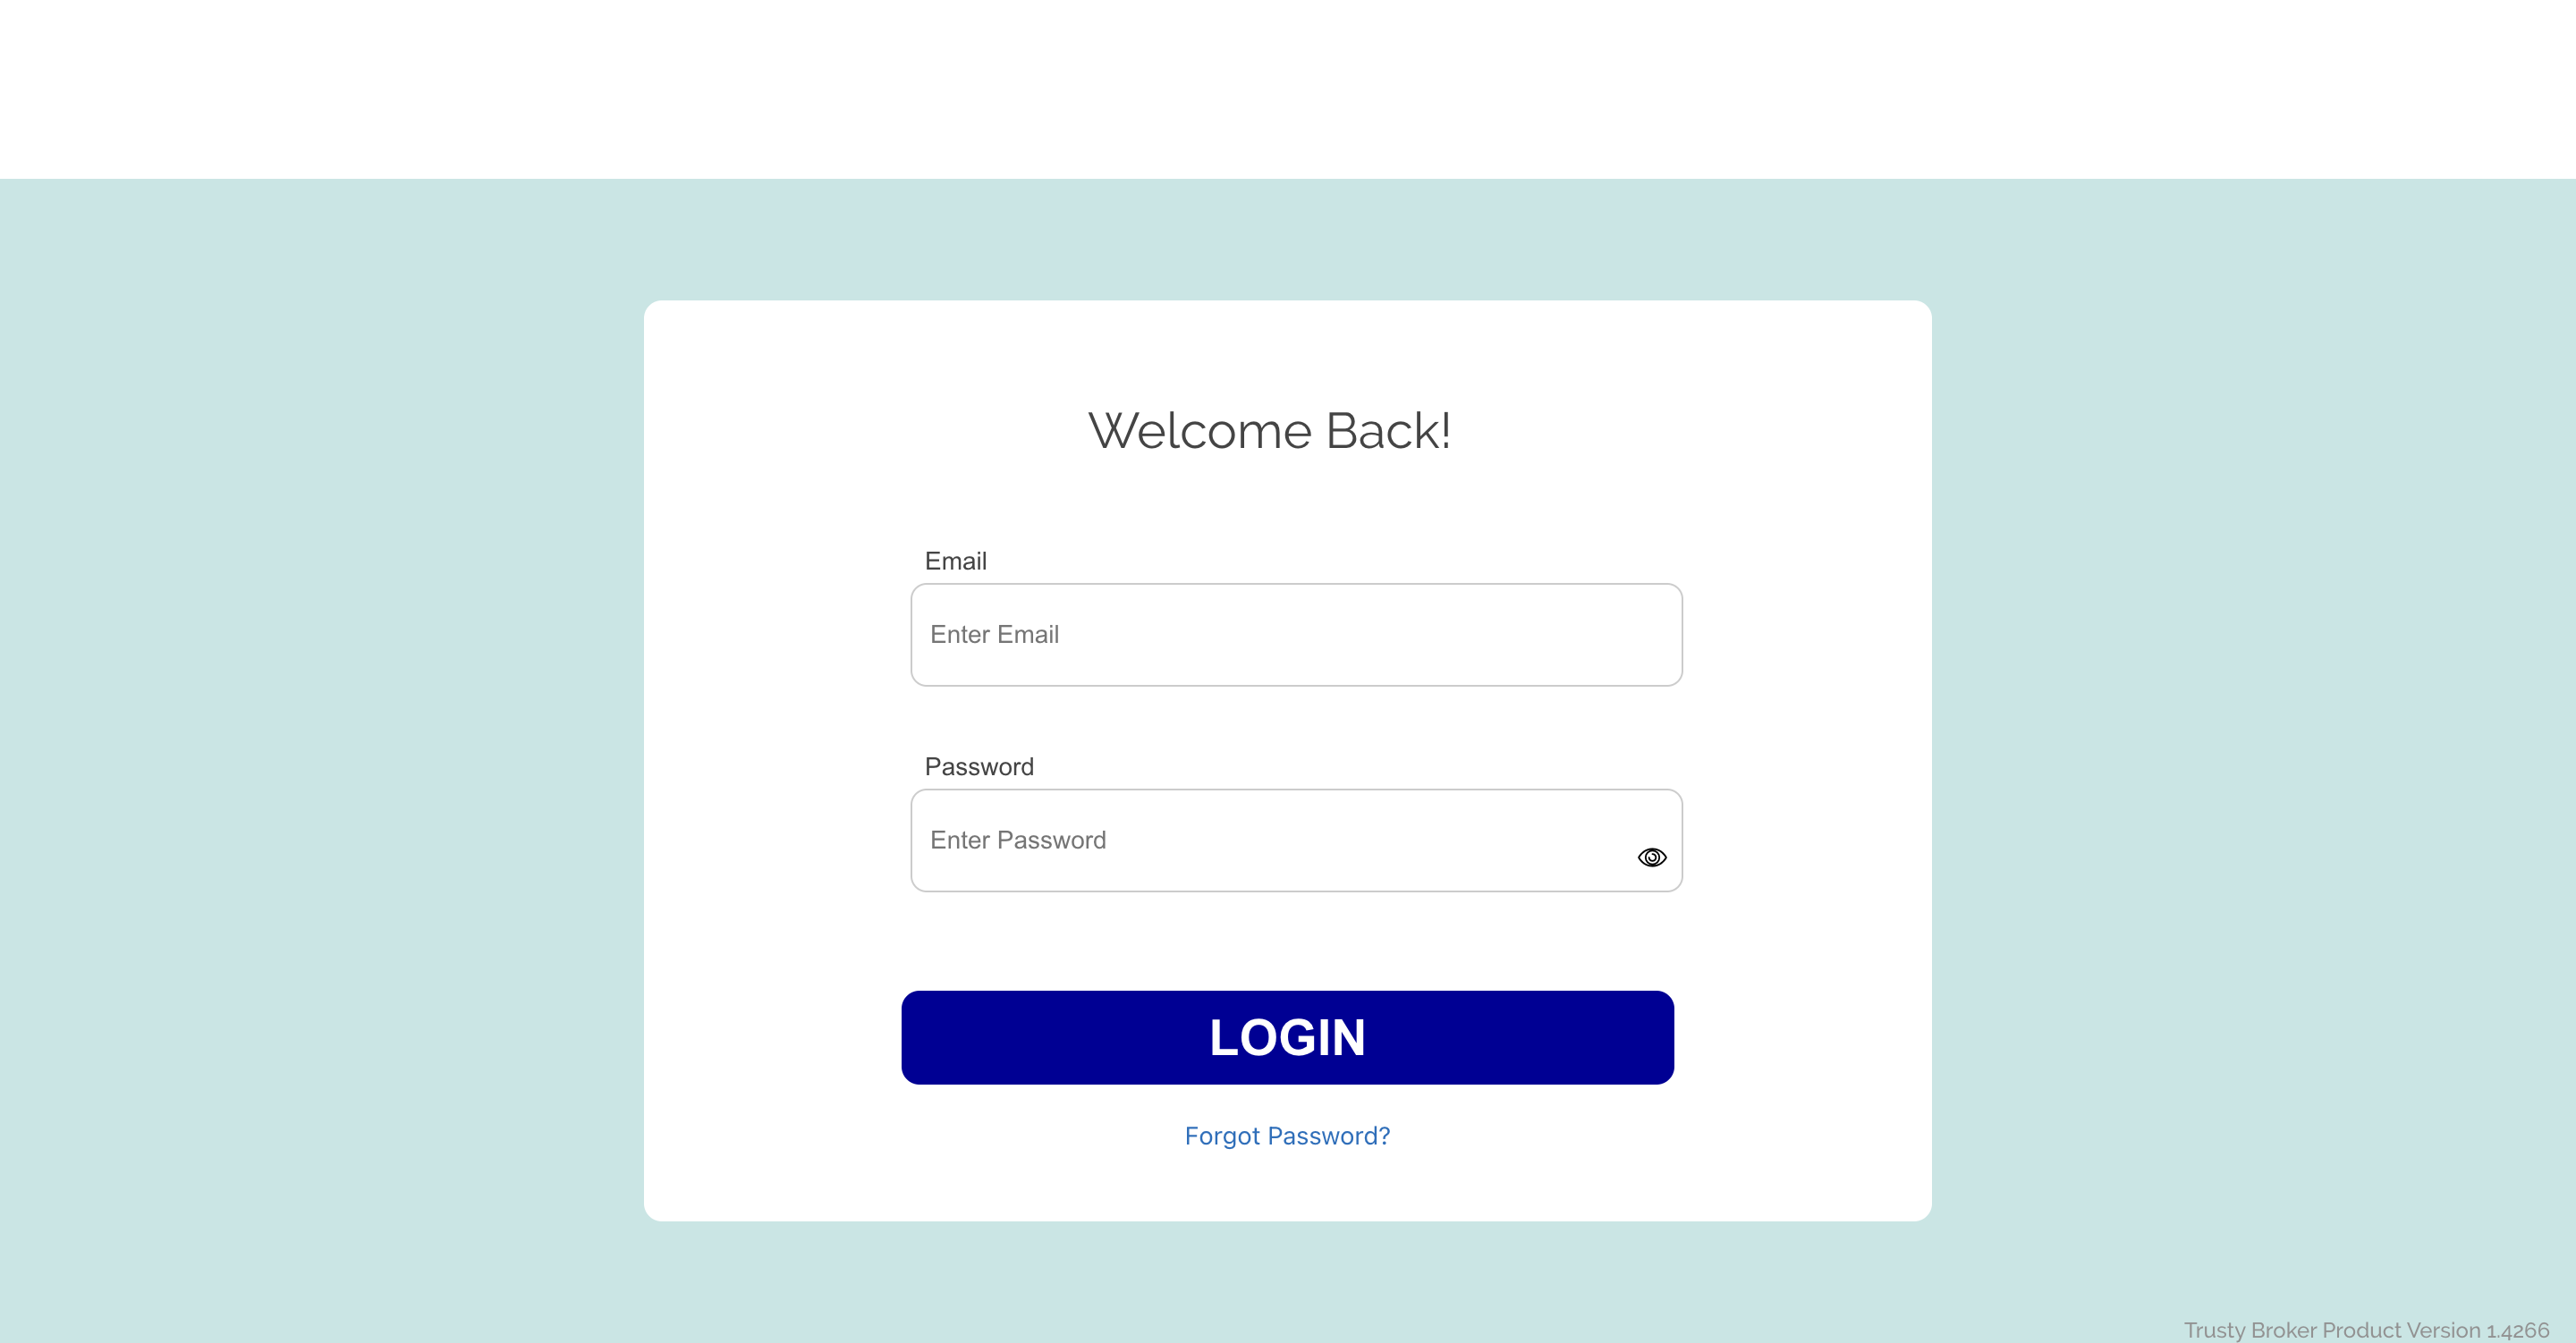 Welcome Back!
Email
Enter Email
Password
Enter Password
LOGIN
Forgot Password?
Trusty Broker Product Version 1.4266